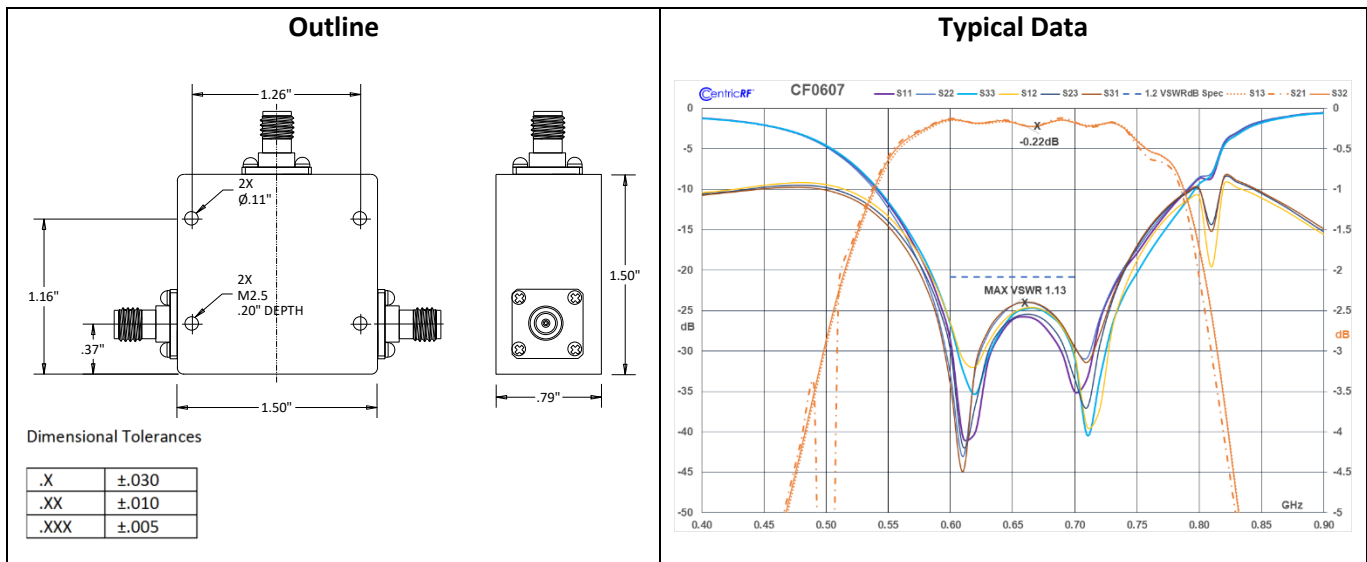 Outline
1.26"
2X
Ø.11"
2X
M2.5
.20" DEPTH
1.16"
.37"
1.50"
1.50"
.79"
Dimensional Tolerances
.X ±.030
.XX ±.010
.XXX ±.005
Typical Data
CentricRF™ CF0607 S11 S22 S33 S12 S23 S31 1.2 VSWRdB Spec S13 S21 S32
0 0
-5 -0.5
-0.22dB
-10 -1
-15 -1.5
-20 -2
MAX VSWR 1.13
-25 -2.5
dB dB
-30 -3
-35 -3.5
-40 -4
-45 -4.5
GHz
-50 -5
0.40 0.45 0.50 0.55 0.60 0.65 0.70 0.75 0.80 0.85 0.90